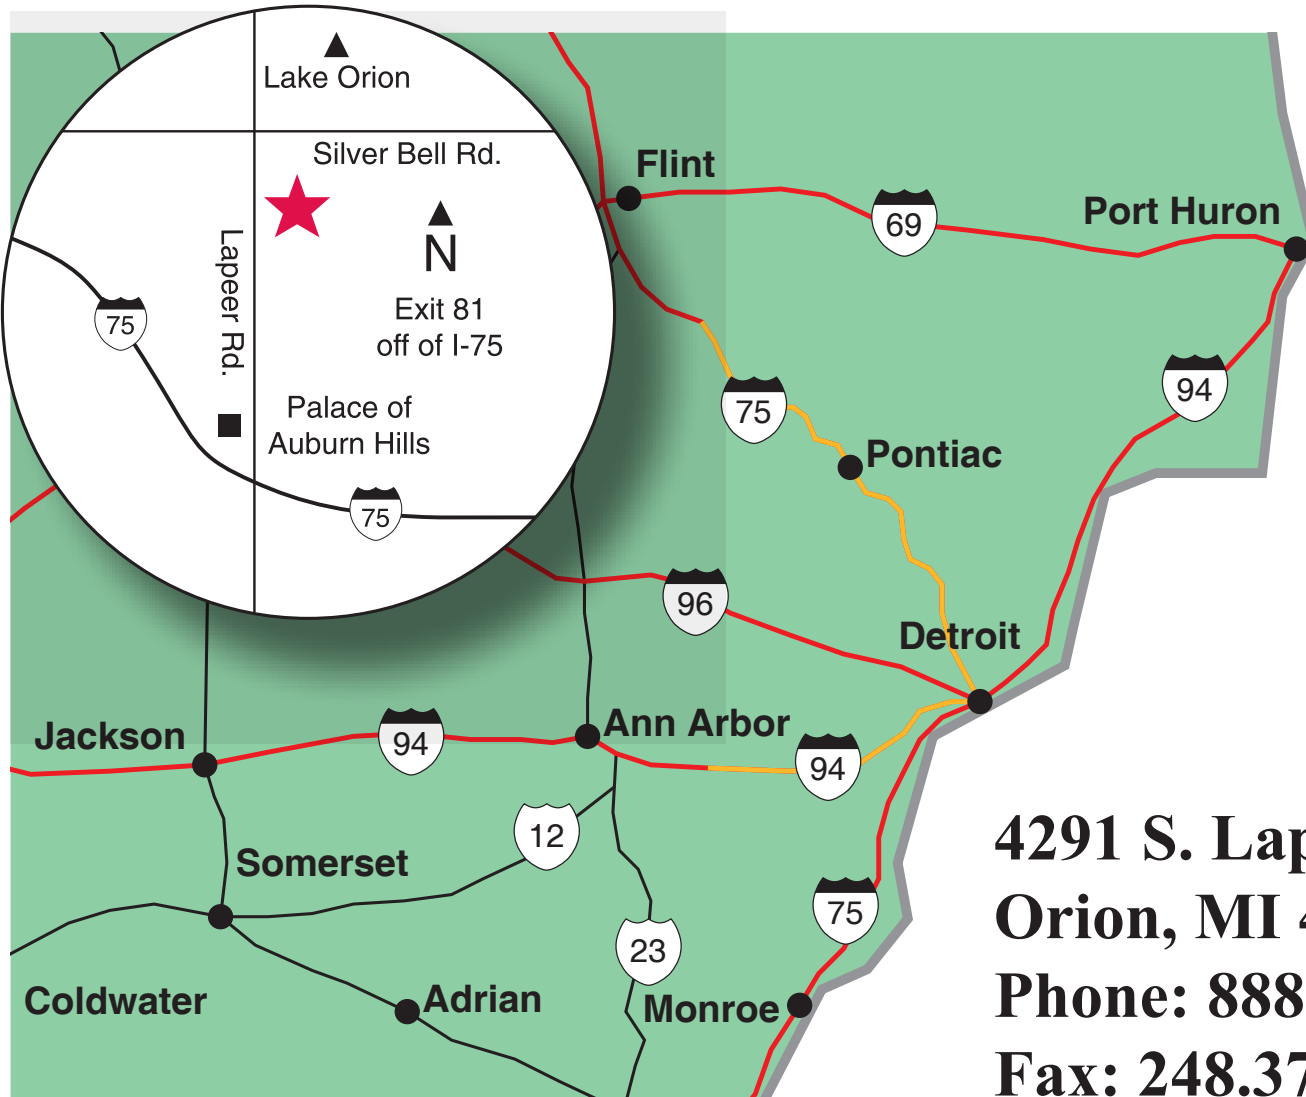 Lake Orion
Silver Bell Rd.
Lapeer Rd.
N
Exit 81
off of I-75
75
Palace of
Auburn Hills
75
Flint
69
Port Huron
75
94
Pontiac
96
Detroit
Jackson
94
Ann Arbor
94
12
Somerset
75
23
Coldwater
Adrian
Monroe
4291 S. Lap
Orion, MI 4
Phone: 888
Fax: 248.37